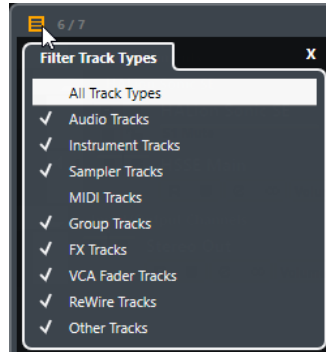 6 / 7
Filter Track Types X
All Track Types
✓ Audio Tracks
✓ Instrument Tracks
✓ Sampler Tracks
MIDI Tracks
✓ Group Tracks
✓ FX Tracks
✓ VCA Fader Tracks
✓ ReWire Tracks
✓ Other Tracks